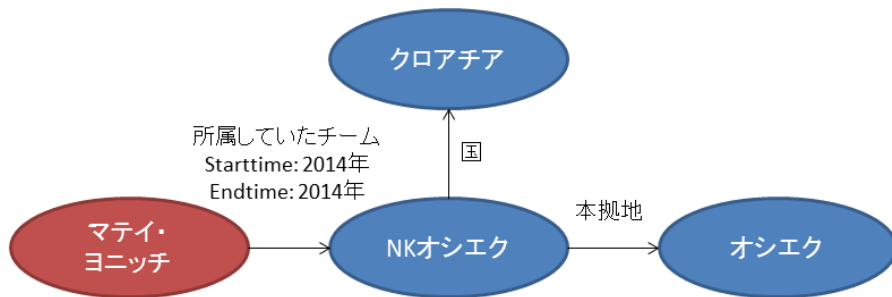 クロアチア
所属していたチーム
Starttime: 2014年
Endtime: 2014年
国
本拠地
マテイ・
ヨニッチ
NKオシエク
オシエク